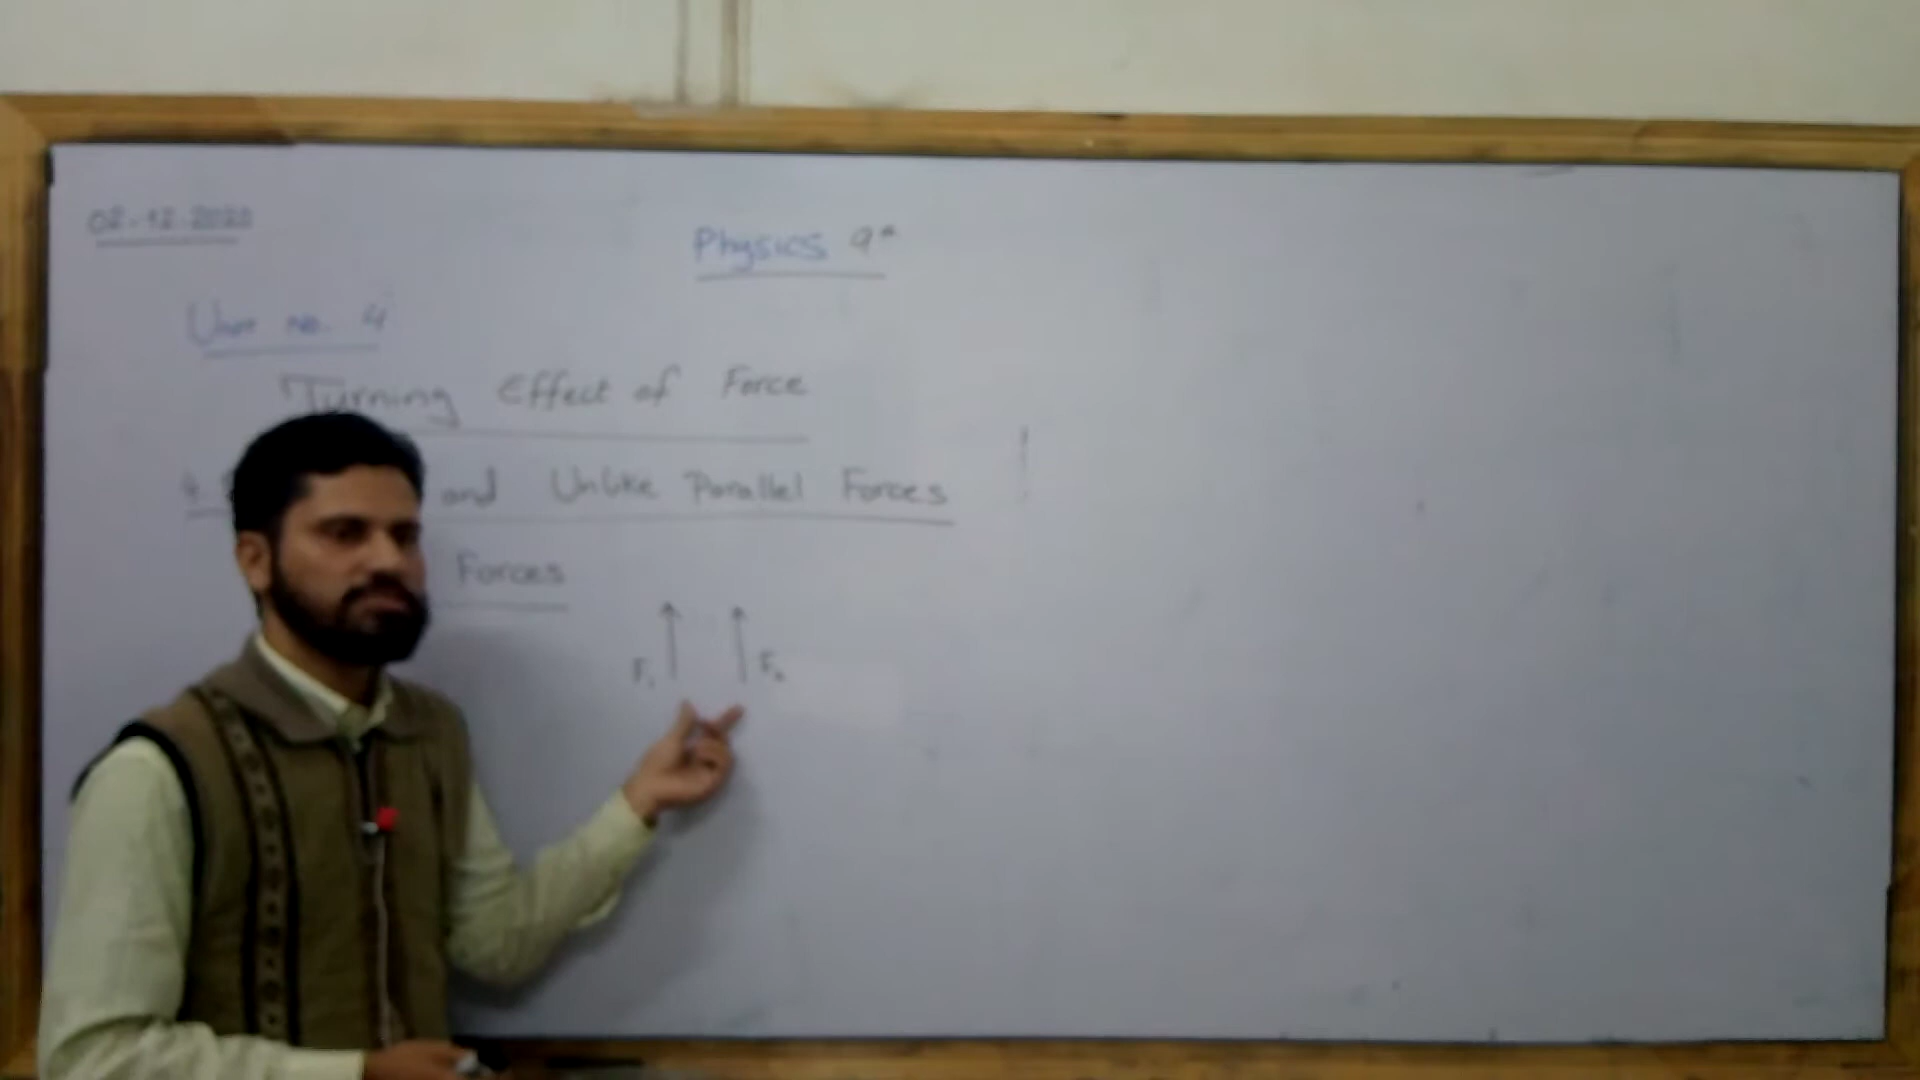 02-12-2020
Physics 9th
Unit No. 4
Turning Effect of Force
and Unlike Parallel Forces
Forces
F₁ F₂